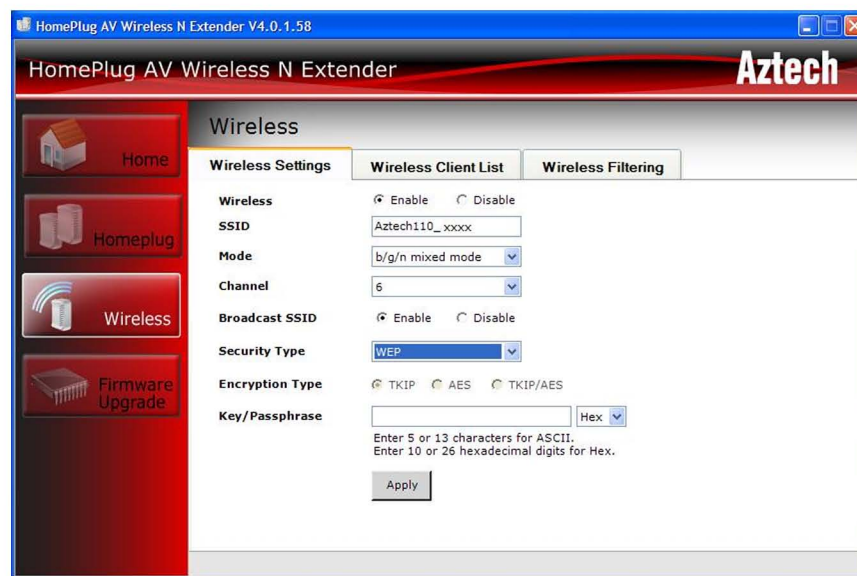 HomePlug AV Wireless N Extender V4.0.1.58
HomePlug AV Wireless N Extender
Aztech
Home
Homeplug
Wireless
Firmware
Upgrade
Wireless
Wireless Settings Wireless Client List Wireless Filtering
Wireless Enable Disable
SSID Aztech110_ xxxx
Mode b/g/n mixed mode
Channel 6
Broadcast SSID Enable Disable
Security Type WEP
Encryption Type TKIP AES TKIP/AES
Key/Passphrase Hex
Enter 5 or 13 characters for ASCII.
Enter 10 or 26 hexadecimal digits for Hex.
Apply